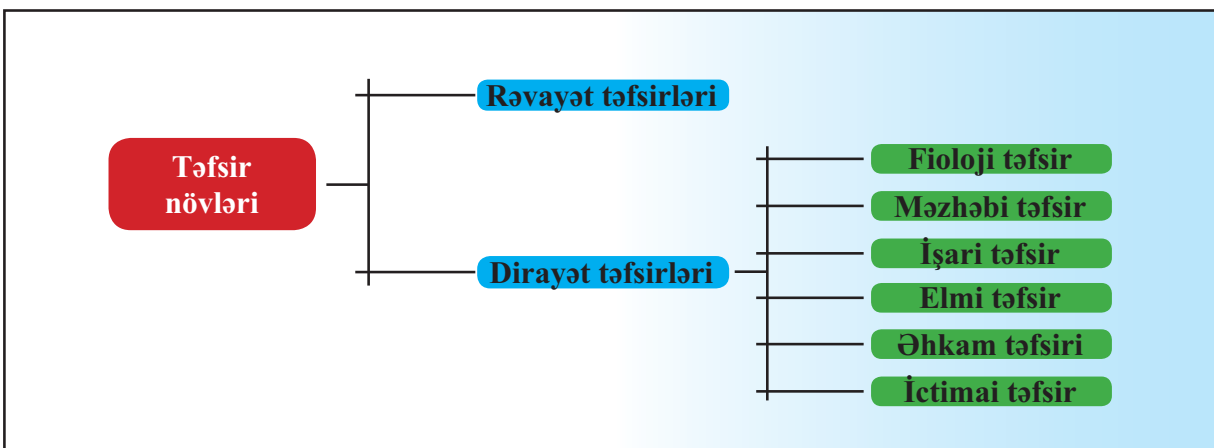 Təfsir
növləri
Rəvayət təfsirləri
Dirayət təfsirləri
Fioloji təfsir
Məzhəbi təfsir
İşari təfsir
Elmi təfsir
Əhkam təfsiri
İctimai təfsir